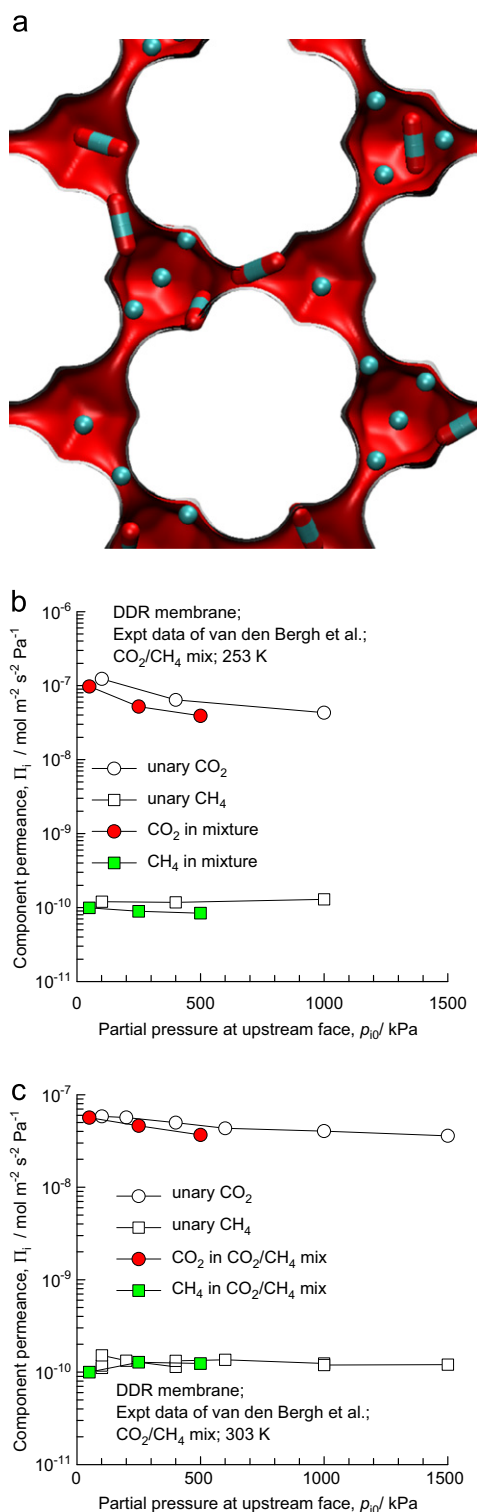 a
b
10⁻⁶
DDR membrane;
Expt data of van den Bergh et al.;
CO₂/CH₄ mix; 253 K
10⁻⁷
10⁻⁸
unary CO₂
unary CH₄
10⁻⁹
CO₂ in mixture
CH₄ in mixture
10⁻¹⁰
10⁻¹¹
Component permeance, Πᵢ / mol m⁻² s⁻² Pa⁻¹
0 500 1000 1500
Partial pressure at upstream face, pᵢ₀/ kPa
c
10⁻⁷
10⁻⁸
unary CO₂
unary CH₄
10⁻⁹
CO₂ in CO₂/CH₄ mix
CH₄ in CO₂/CH₄ mix
10⁻¹⁰
DDR membrane;
Expt data of van den Bergh et al.;
CO₂/CH₄ mix; 303 K
10⁻¹¹
Component permeance, Πᵢ / mol m⁻² s⁻² Pa⁻¹
0 500 1000 1500
Partial pressure at upstream face, pᵢ₀/ kPa